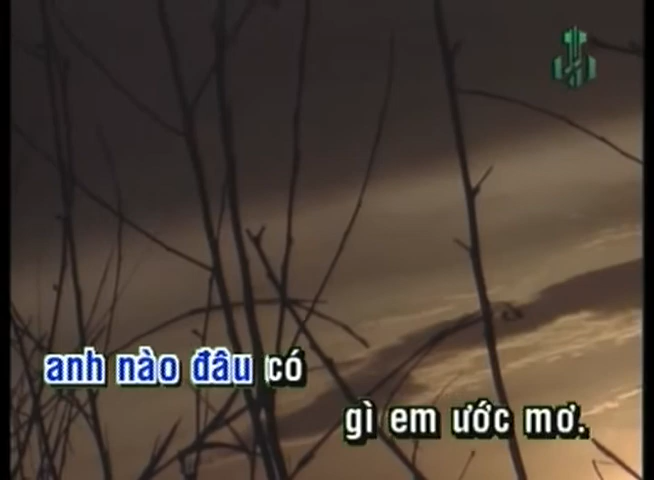 anh nào đâu có
gì em ước mơ.